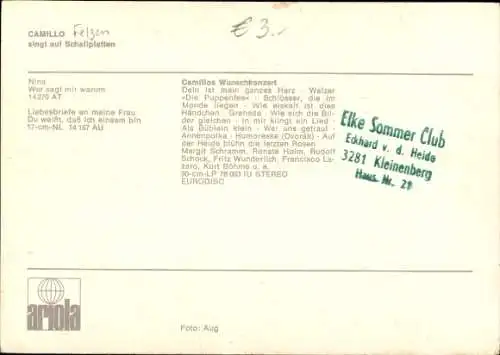 CAMILLO Felgen
singt auf Schallplatten
€ 3.-
Nina
Wer sagt mir warum
14 270 AT
Liebesbriefe an meine Frau
Du weißt, daß ich einsam bin
17-cm-NL 14 187 AU
Camillos Wunschkonzert
Dein ist mein ganzes Herz · Walzer
»Die Puppenfee« · Schlösser, die im
Monde liegen · Wie eiskalt ist dies
Händchen · Granada · Wie sich die Bil-
der gleichen · In mir klingt ein Lied ·
Als Büblein klein · Wer uns getraut ·
Annenpolka · Humoreske (Dvorák) · Auf
der Heide blühn die letzten Rosen
Margit Schramm, Renate Holm, Rudolf
Schock, Fritz Wunderlich, Francisco La-
zaro, Kurt Böhme u. a.
30-cm-LP 78 093 IU STEREO
EURODISC
Elke Sommer Club
Eckhard v. d. Heide
3281 Kleinenberg
Haus Nr. 21
ariola
Foto: Aug